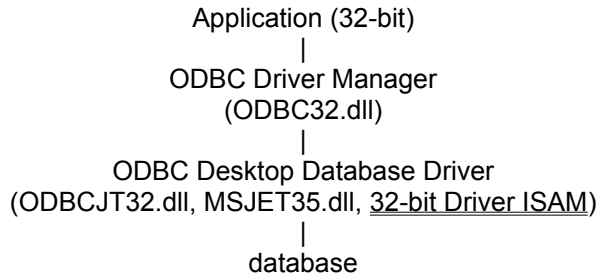 Application (32-bit)
|
ODBC Driver Manager
(ODBC32.dll)
|
ODBC Desktop Database Driver
(ODBCJT32.dll, MSJET35.dll, 32-bit Driver ISAM)
|
database